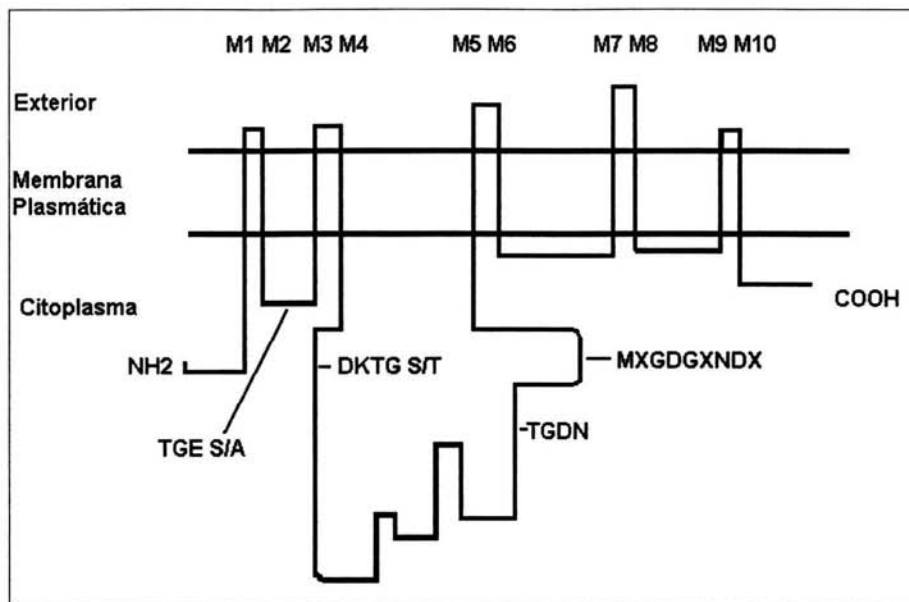 M1 M2 M3 M4 M5 M6 M7 M8 M9 M10
Exterior
Membrana
Plasmática
Citoplasma
COOH
NH2
DKTG S/T
MXGDGXNDX
TGE S/A
TGDN